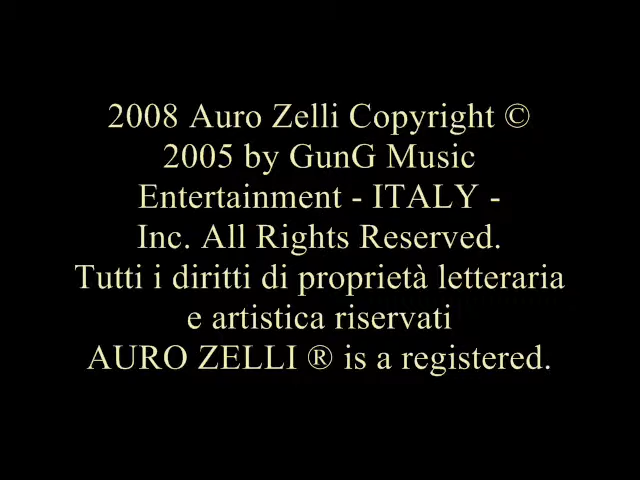 2008 Auro Zelli Copyright ©
2005 by GunG Music
Entertainment - ITALY -
Inc. All Rights Reserved.
Tutti i diritti di proprietà letteraria
e artistica riservati
AURO ZELLI ® is a registered.